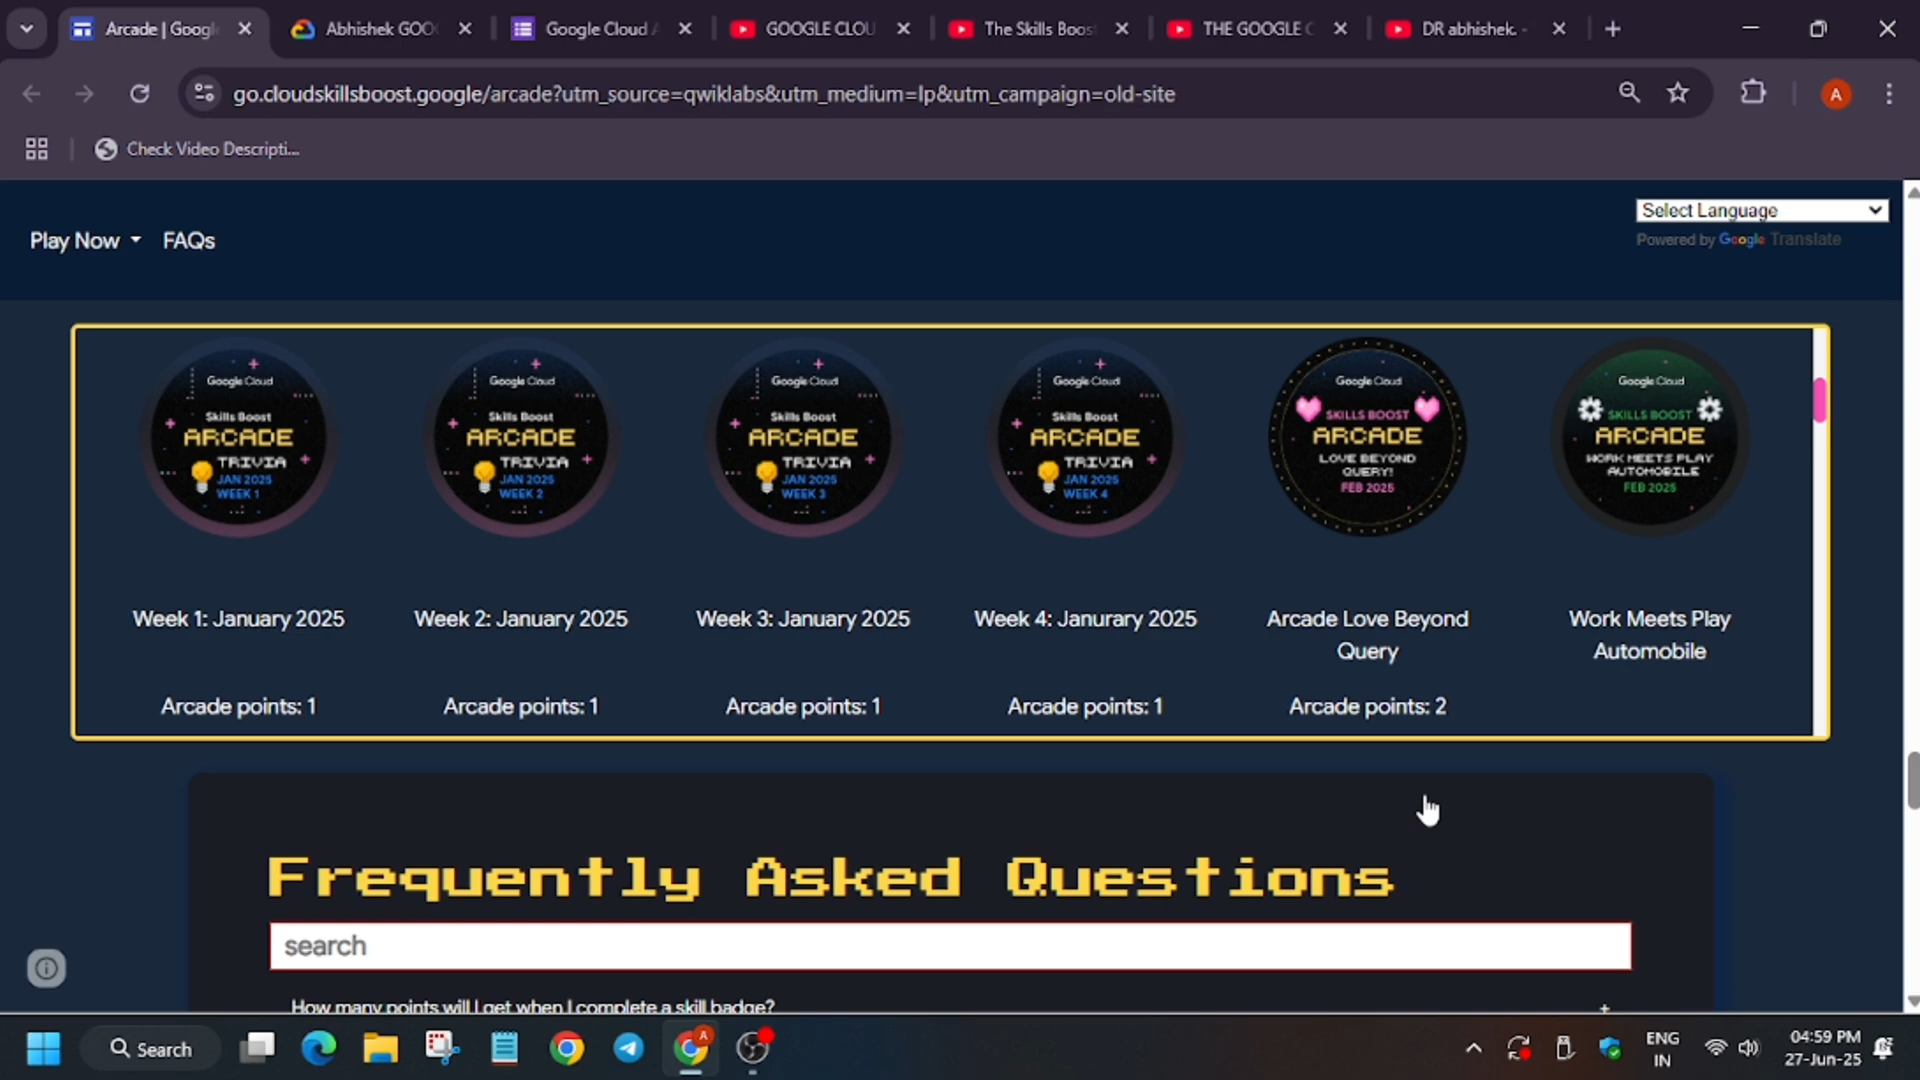 Arcade | Googl
Abhishek GOO
Google Cloud A
GOOGLE CLOU
The Skills Boos
THE GOOGLE C
DR abhishek. -
go.cloudskillsboost.google/arcade?utm_source=qwiklabs&utm_medium=lp&utm_campaign=old-site
A
Check Video Descripti...
Play Now
FAQs
Select Language
Powered by Google Translate
Google Cloud
Skills Boost
ARCADE
TRIVIA
JAN 2025
WEEK 1
Google Cloud
Skills Boost
ARCADE
TRIVIA
JAN 2025
WEEK 2
Google Cloud
Skills Boost
ARCADE
TRIVIA
JAN 2025
WEEK 3
Google Cloud
Skills Boost
ARCADE
TRIVIA
JAN 2025
WEEK 4
Google Cloud
SKILLS BOOST
ARCADE
LOVE BEYOND
QUERY!
FEB 2025
Google Cloud
SKILLS BOOST
ARCADE
WORK MEETS PLAY
AUTOMOBILE
FEB 2025
Week 1: January 2025
Week 2: January 2025
Week 3: January 2025
Week 4: Janurary 2025
Arcade Love Beyond
Query
Work Meets Play
Automobile
Arcade points: 1
Arcade points: 1
Arcade points: 1
Arcade points: 1
Arcade points: 2
Frequently Asked Questions
search
How many points will I get when I complete a skill badge?
+
Search
A
ENG
IN
04:59 PM
27-Jun-25